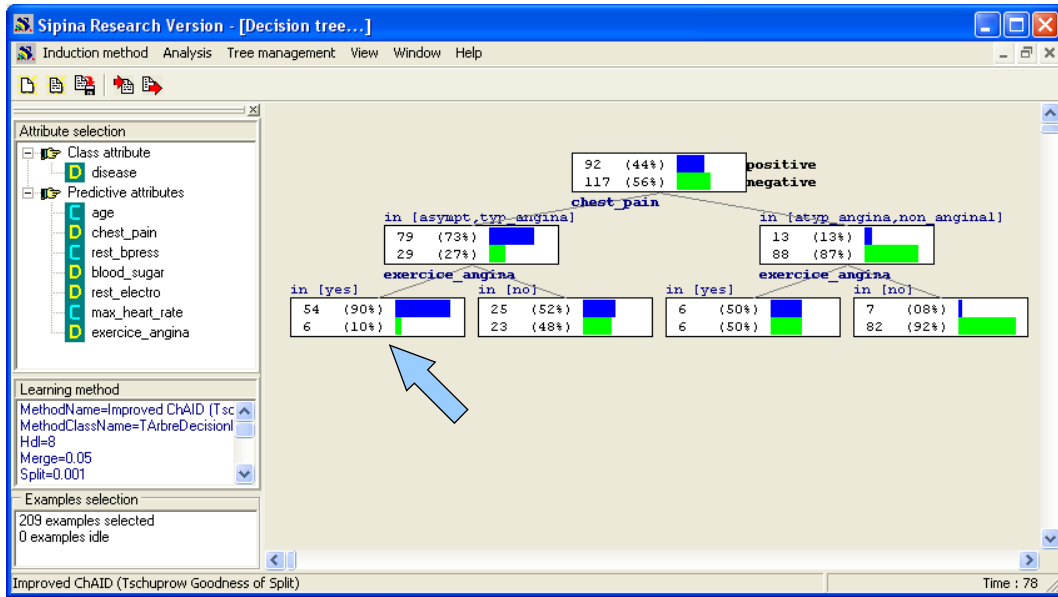 Sipina Research Version - [Decision tree...]
Induction method Analysis Tree management View Window Help
Attribute selection
Class attribute
D disease
Predictive attributes
C age
D chest_pain
C rest_bpress
D blood_sugar
D rest_electro
C max_heart_rate
D exercice_angina
Learning method
MethodName=Improved ChAID (Tsc
MethodClassName=TArbreDecisionI
Hdl=8
Merge=0.05
Split=0.001
Examples selection
209 examples selected
0 examples idle
92 (44%) positive
117 (56%) negative
chest_pain
in [asympt,typ_angina] in [atyp_angina,non_anginal]
79 (73%) 13 (13%)
29 (27%) 88 (87%)
exercice_angina exercice_angina
in [yes] in [no] in [yes] in [no]
54 (90%) 25 (52%) 6 (50%) 7 (08%)
6 (10%) 23 (48%) 6 (50%) 82 (92%)
Improved ChAID (Tschuprow Goodness of Split) Time : 78